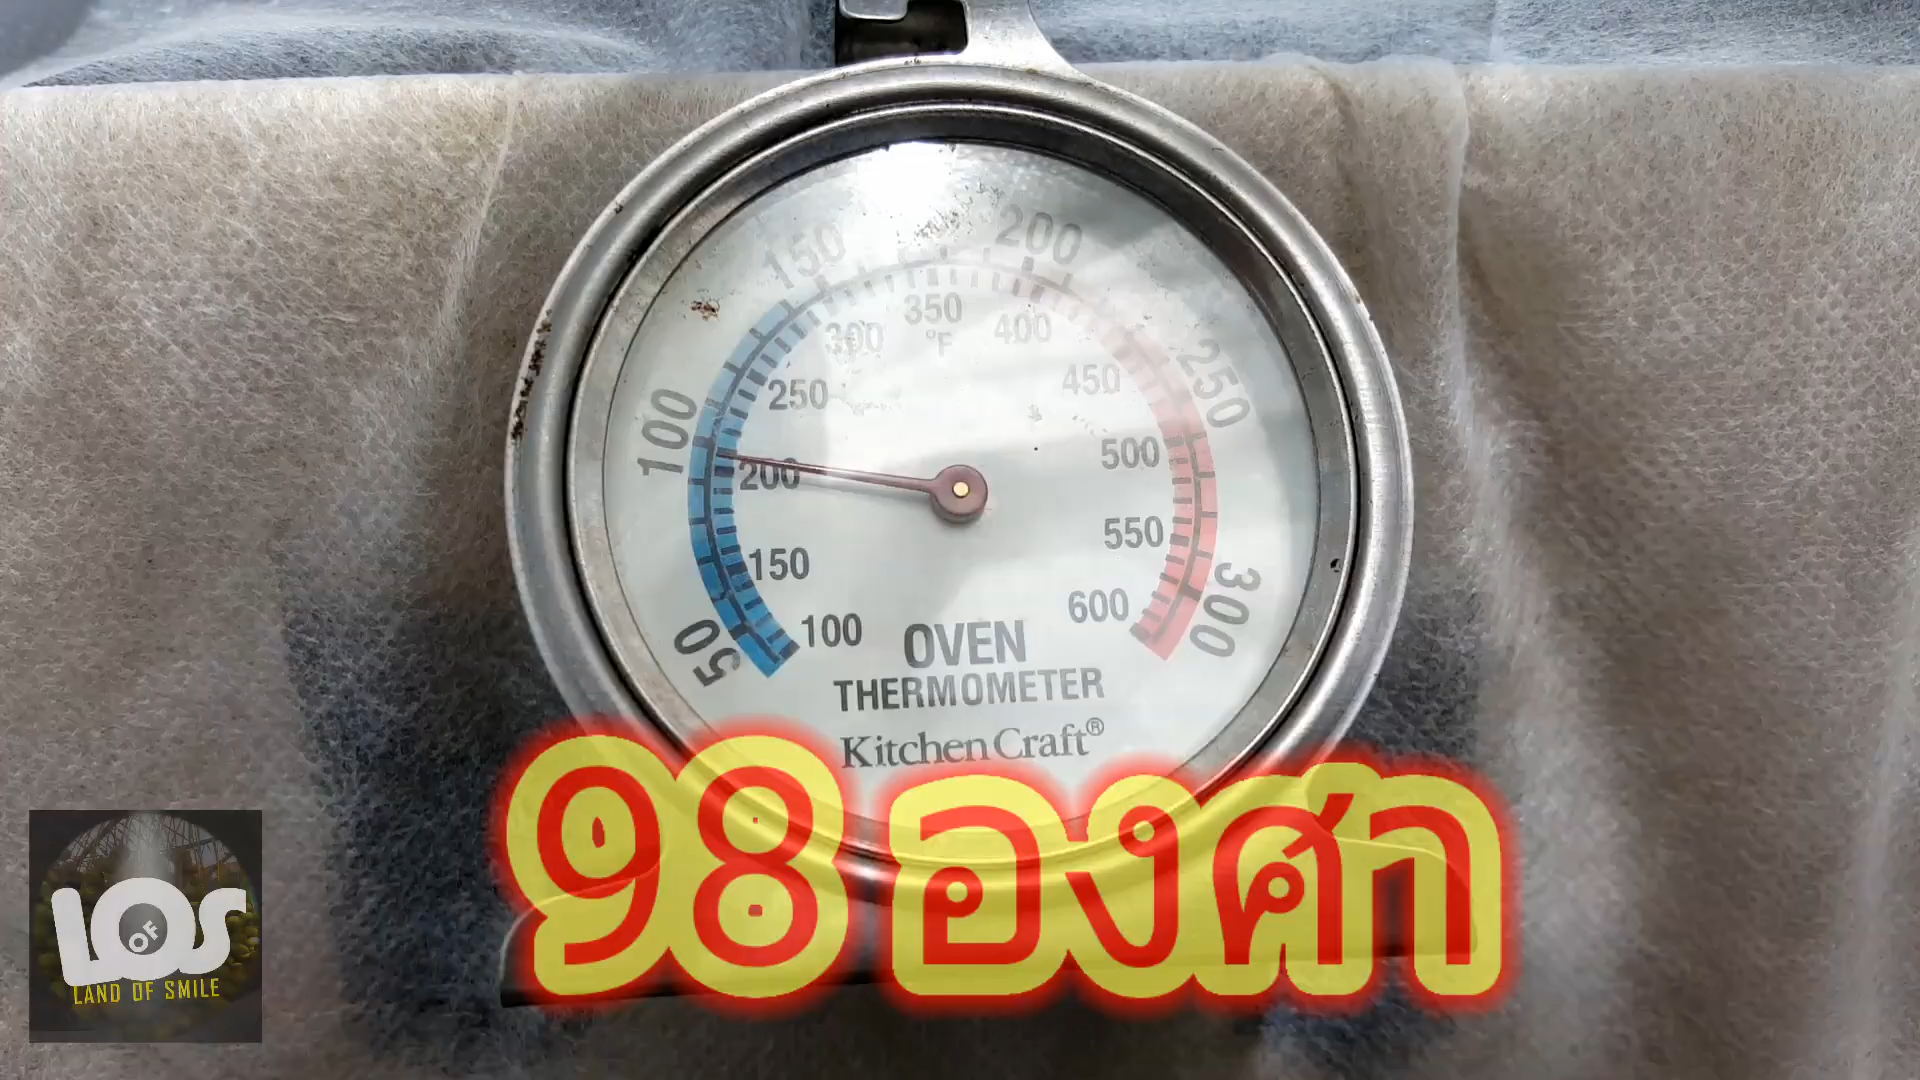 150
200
100
250
50
300
300
350
400
°F
250
450
200
500
150
550
100
600
OVEN
THERMOMETER
KitchenCraft®
98 องศา
LOS
OF
LAND OF SMILE